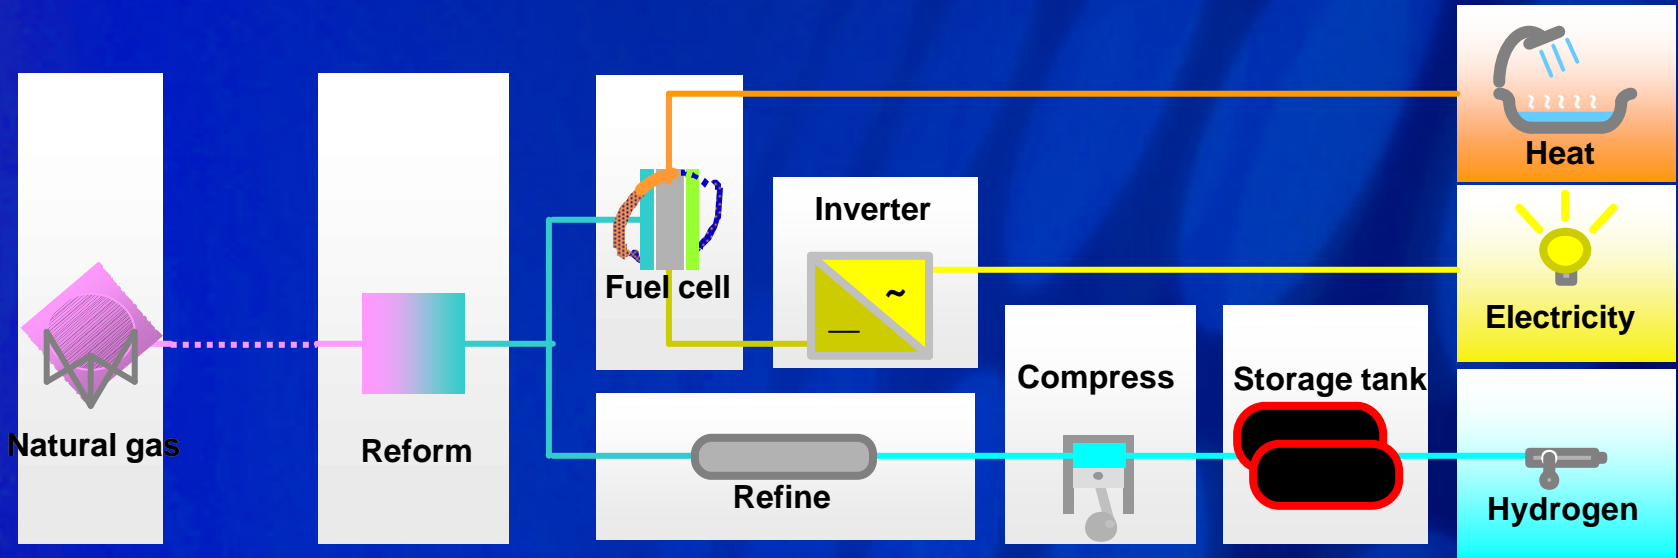 Natural gas
Reform
Fuel cell
Inverter
~
—
Refine
Compress
Storage tank
Heat
Electricity
Hydrogen